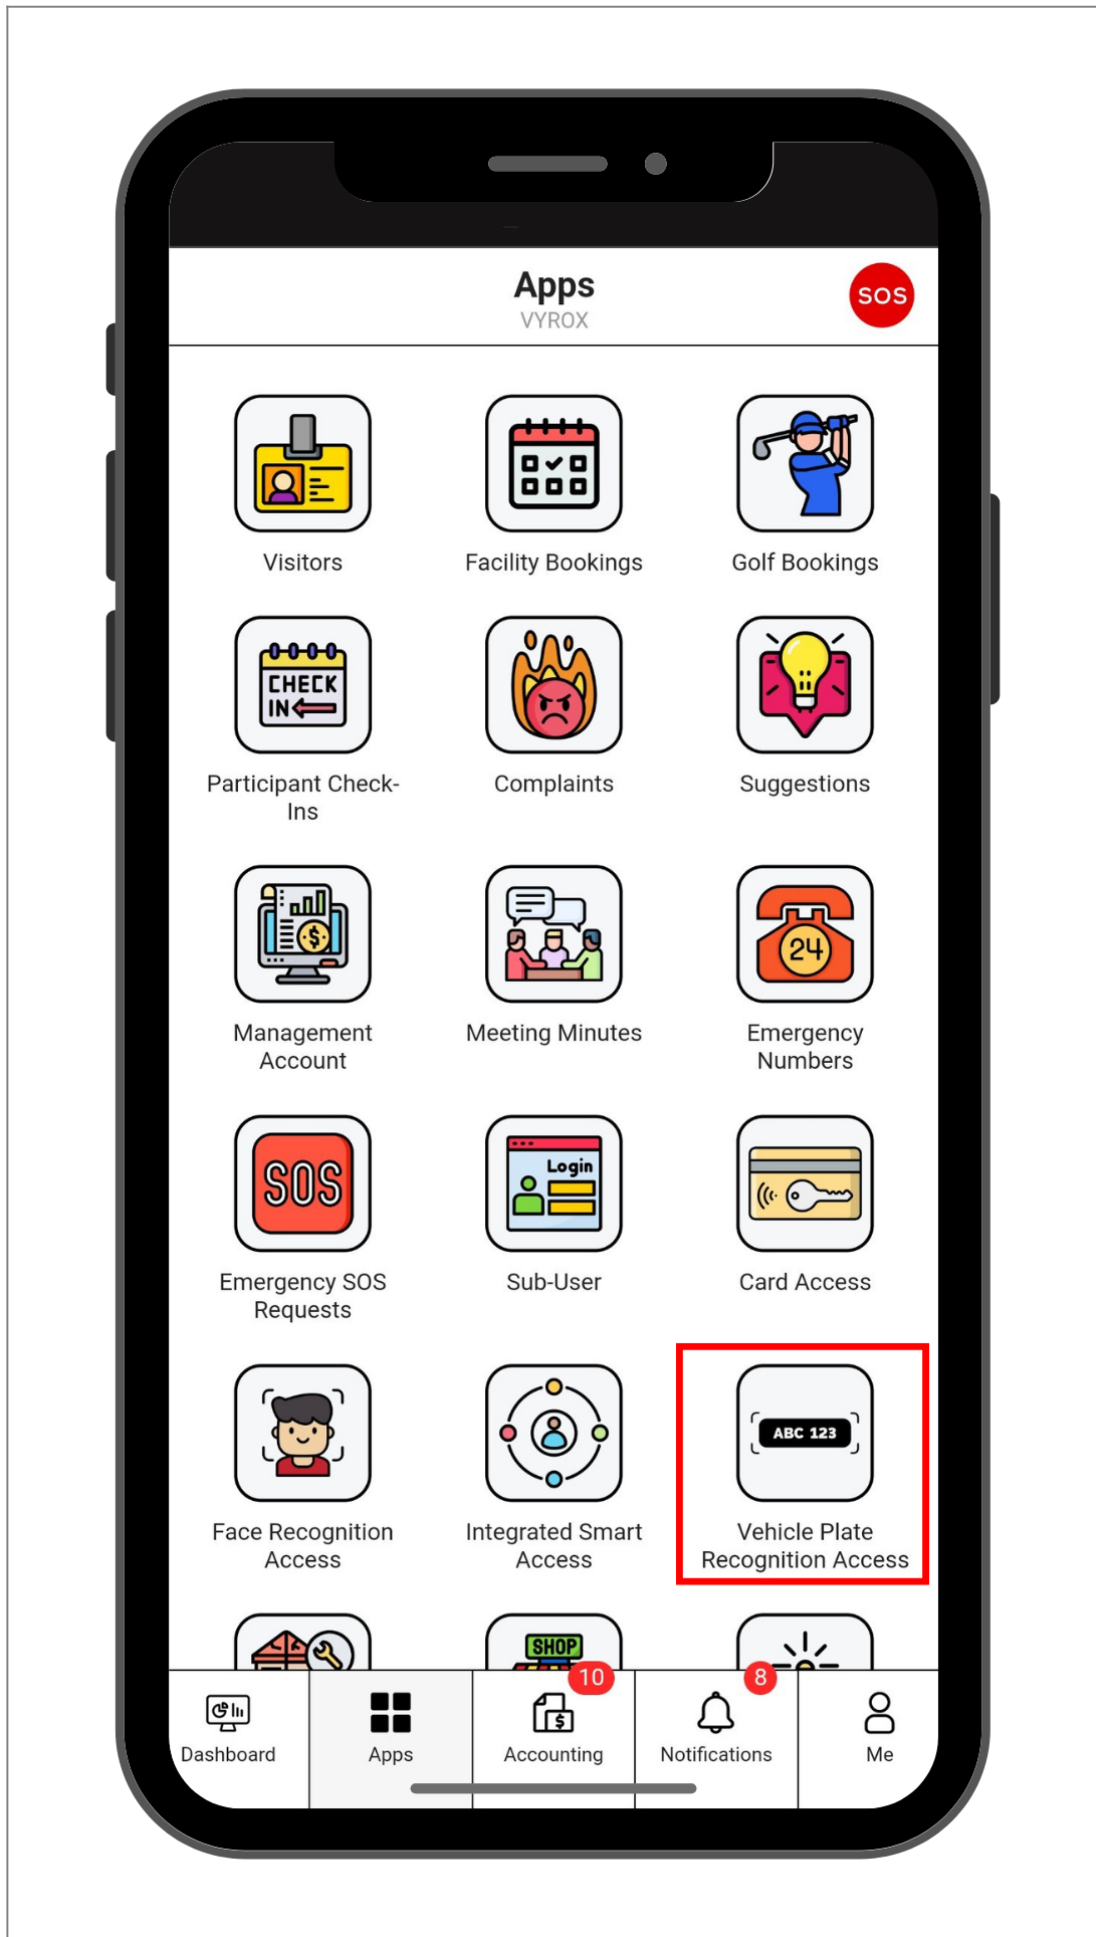 Apps
VYROX
SOS
Visitors
Facility Bookings
Golf Bookings
CHECK
IN
Participant Check-
Ins
Complaints
Suggestions
$
Management
Account
Meeting Minutes
24
Emergency
Numbers
SOS
Emergency SOS
Requests
Login
Sub-User
Card Access
Face Recognition
Access
Integrated Smart
Access
ABC 123
Vehicle Plate
Recognition Access
SHOP
Dashboard
Apps
10
$
Accounting
8
Notifications
Me